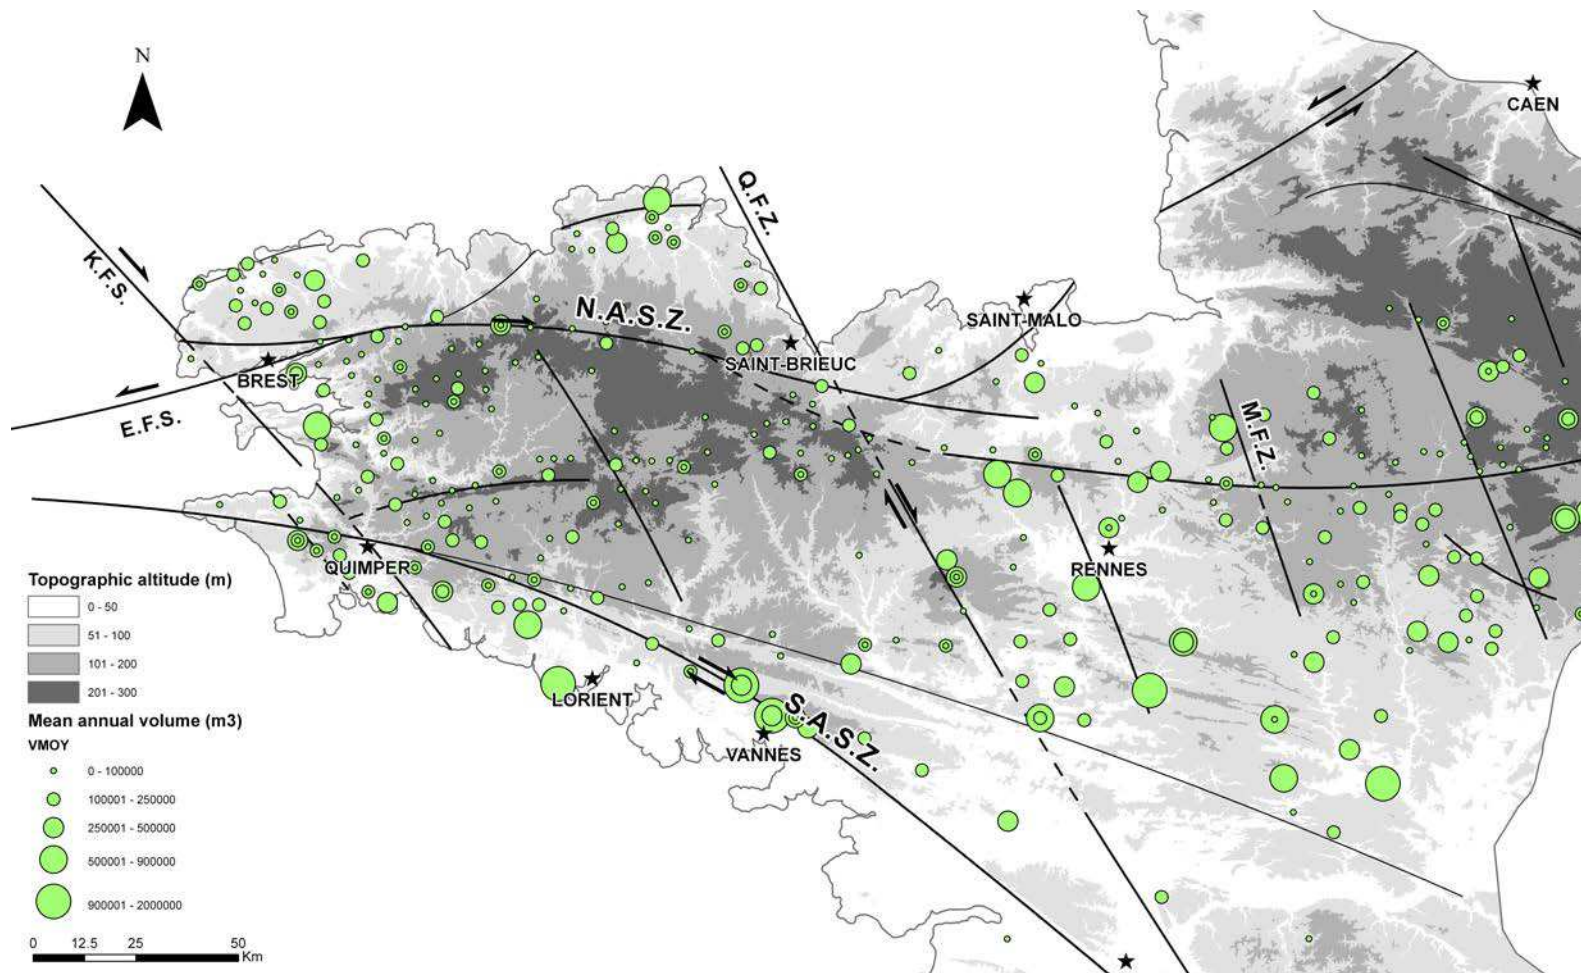 N
CAEN
Q.F.Z.
K.F.S.
N.A.S.Z.
SAINT-MALO
SAINT-BRIEUC
BREST
E.F.S.
M.F.Z.
QUIMPER
RENNES
LORIENT
S.A.S.Z.
VANNES
Topographic altitude (m)
0 - 50
51 - 100
101 - 200
201 - 300
Mean annual volume (m3)
VMOY
0 - 100000
100001 - 250000
250001 - 500000
500001 - 900000
900001 - 2000000
0 12.5 25 50
Km